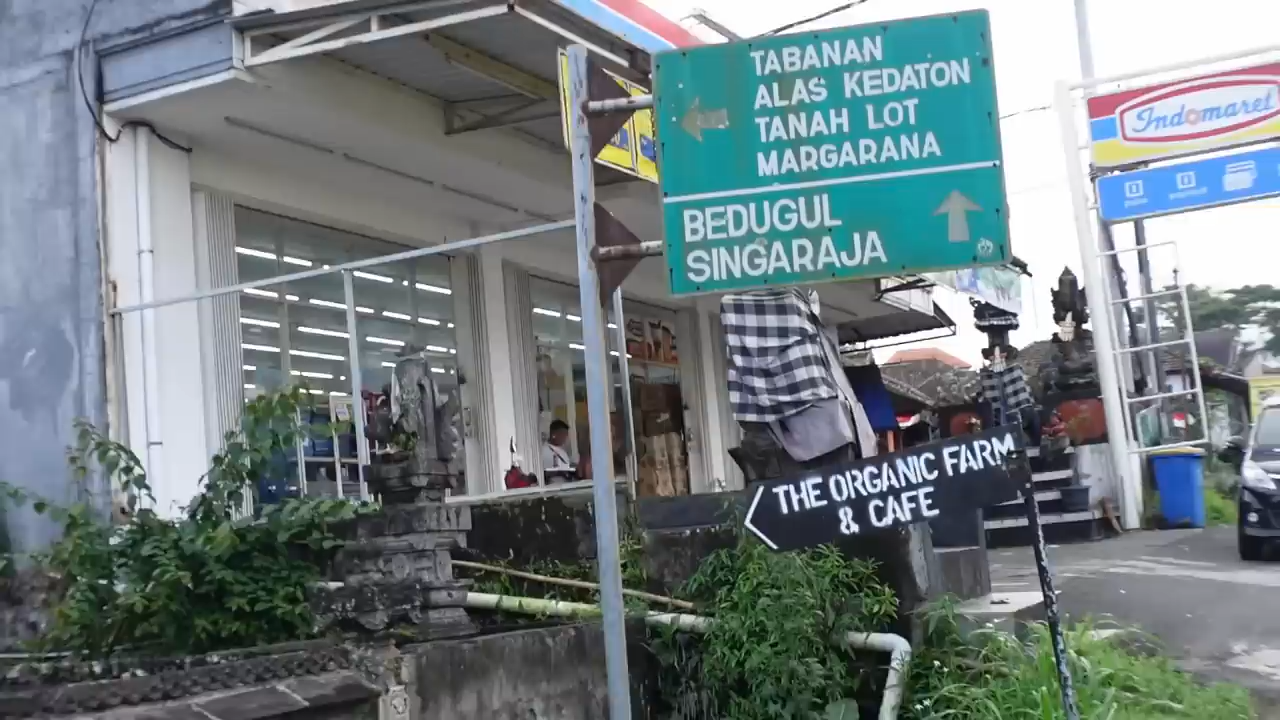 TABANAN
ALAS KEDATON
TANAH LOT
MARGARANA
BEDUGUL
SINGARAJA
Indomaret
THE ORGANIC FARM
& CAFE